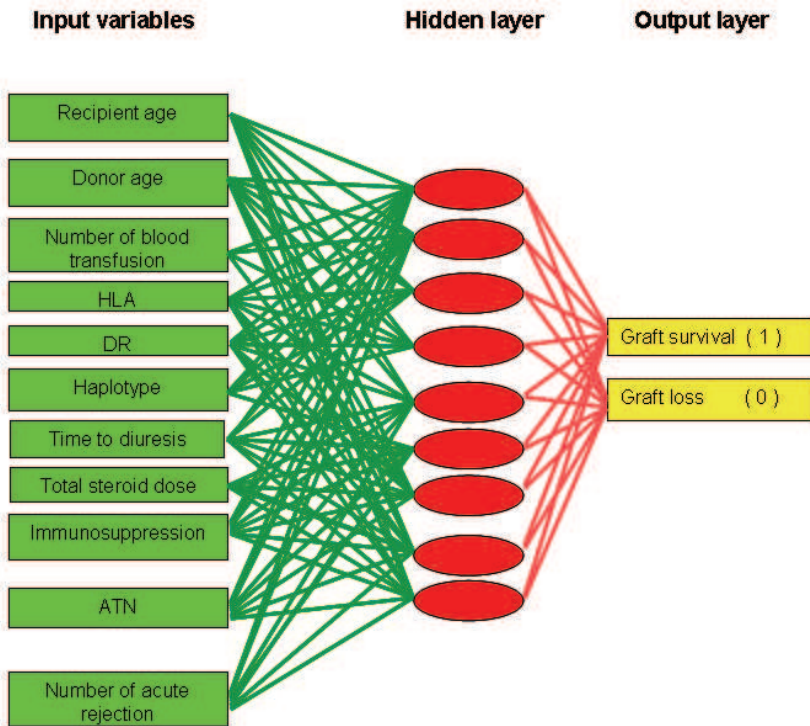 Input variables
Hidden layer
Output layer
Recipient age
Donor age
Number of blood
transfusion
HLA
DR
Haplotype
Time to diuresis
Total steroid dose
Immunosuppression
ATN
Number of acute
rejection
Graft survival ( 1 )
Graft loss ( 0 )